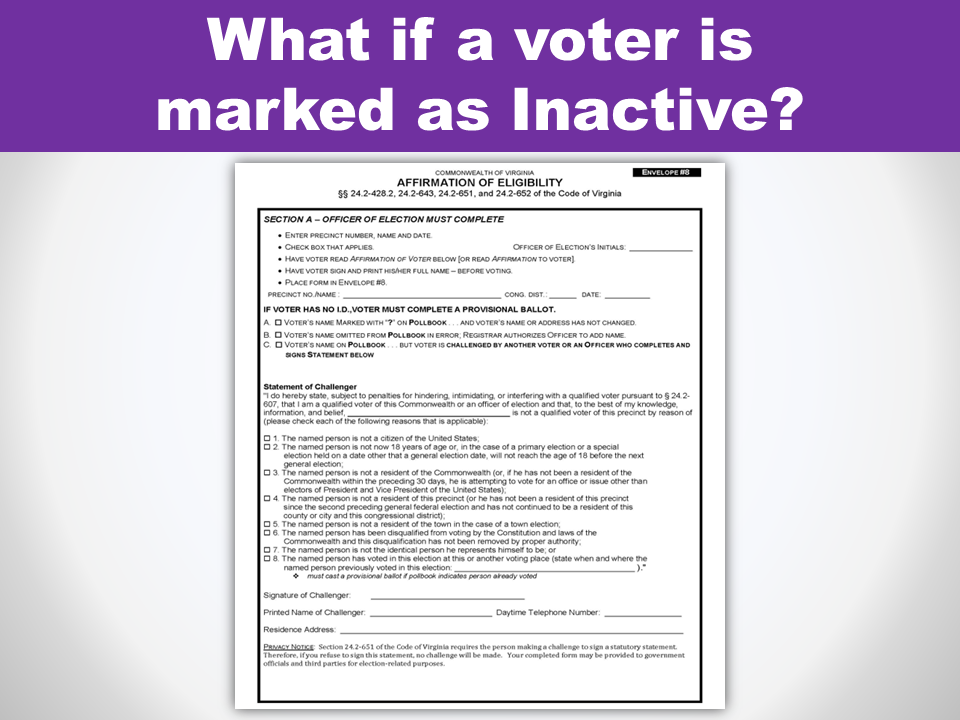 What if a voter is
marked as Inactive?
COMMONWEALTH OF VIRGINIA
ENVELOPE #8
AFFIRMATION OF ELIGIBILITY
§§ 24.2-428.2, 24.2-643, 24.2-651, and 24.2-652 of the Code of Virginia
SECTION A – OFFICER OF ELECTION MUST COMPLETE
• ENTER PRECINCT NUMBER, NAME AND DATE.
• CHECK BOX THAT APPLIES. OFFICER OF ELECTION'S INITIALS: ____________
• HAVE VOTER READ AFFIRMATION OF VOTER BELOW [OR READ AFFIRMATION TO VOTER].
• HAVE VOTER SIGN AND PRINT HIS/HER FULL NAME – BEFORE VOTING.
• PLACE FORM IN ENVELOPE #8.
PRECINCT NO./NAME : ______________________________ CONG. DIST.: _____ DATE: _________
IF VOTER HAS NO I.D.,VOTER MUST COMPLETE A PROVISIONAL BALLOT.
A. ☐ VOTER'S NAME MARKED WITH "?" ON POLLBOOK . . . AND VOTER'S NAME OR ADDRESS HAS NOT CHANGED.
B. ☐ VOTER'S NAME OMITTED FROM POLLBOOK IN ERROR; REGISTRAR AUTHORIZES OFFICER TO ADD NAME.
C. ☐ VOTER'S NAME ON POLLBOOK . . . BUT VOTER IS CHALLENGED BY ANOTHER VOTER OR AN OFFICER WHO COMPLETES AND
SIGNS STATEMENT BELOW
Statement of Challenger
"I do hereby state, subject to penalties for hindering, intimidating, or interfering with a qualified voter pursuant to § 24.2-
607, that I am a qualified voter of this Commonwealth or an officer of election and that, to the best of my knowledge,
information, and belief, ______________________________ is not a qualified voter of this precinct by reason of
(please check each of the following reasons that is applicable):
☐ 1. The named person is not a citizen of the United States;
☐ 2. The named person is not now 18 years of age or, in the case of a primary election or a special
election held on a date other that a general election date, will not reach the age of 18 before the next
general election;
☐ 3. The named person is not a resident of the Commonwealth (or, if he has not been a resident of the
Commonwealth within the preceding 30 days, he is attempting to vote for an office or issue other than
electors of President and Vice President of the United States);
☐ 4. The named person is not a resident of this precinct (or he has not been a resident of this precinct
since the second preceding general federal election and has not continued to be a resident of this
county or city and this congressional district);
☐ 5. The named person is not a resident of the town in the case of a town election;
☐ 6. The named person has been disqualified from voting by the Constitution and laws of the
Commonwealth and this disqualification has not been removed by proper authority;
☐ 7. The named person is not the identical person he represents himself to be; or
☐ 8. The named person has voted in this election at this or another voting place (state when and where the
named person previously voted in this election: ______________________________ )."
❖ must cast a provisional ballot if pollbook indicates person already voted
Signature of Challenger: ______________________________
Printed Name of Challenger: ________________________ Daytime Telephone Number: _______________
Residence Address: ____________________________________________________________
PRIVACY NOTICE: Section 24.2-651 of the Code of Virginia requires the person making a challenge to sign a statutory statement.
Therefore, if you refuse to sign this statement, no challenge will be made. Your completed form may be provided to government
officials and third parties for election-related purposes.